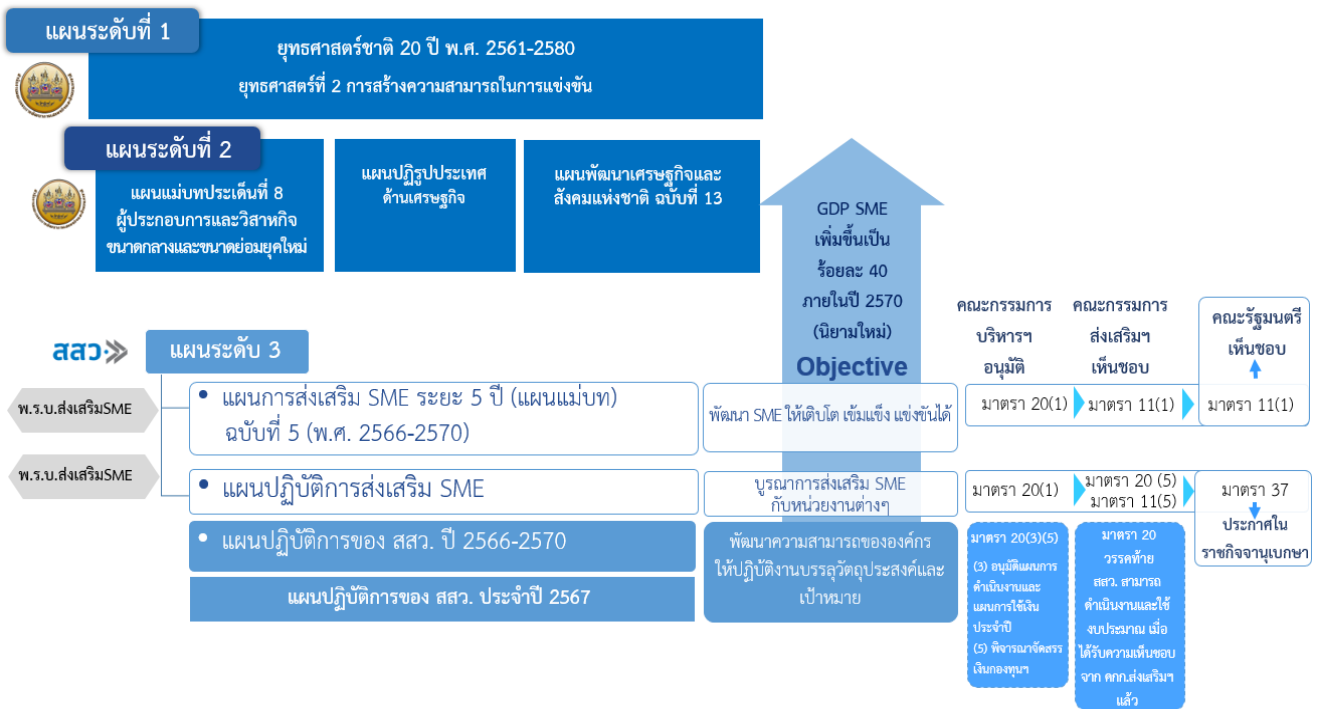 แผนระดับที่ 1
ยุทธศาสตร์ชาติ 20 ปี พ.ศ. 2561-2580
ยุทธศาสตร์ที่ 2 การสร้างความสามารถในการแข่งขัน
แผนระดับที่ 2
แผนแม่บทประเด็นที่ 8
ผู้ประกอบการและวิสาหกิจ
ขนาดกลางและขนาดย่อมยุคใหม่
แผนปฏิรูปประเทศ
ด้านเศรษฐกิจ
แผนพัฒนาเศรษฐกิจและ
สังคมแห่งชาติ ฉบับที่ 13
GDP SME
เพิ่มขึ้นเป็น
ร้อยละ 40
ภายในปี 2570
(นิยามใหม่)
Objective
คณะกรรมการ
บริหารฯ
อนุมัติ
คณะกรรมการ
ส่งเสริมฯ
เห็นชอบ
คณะรัฐมนตรี
เห็นชอบ
สสว
แผนระดับ 3
พ.ร.บ.ส่งเสริมSME
• แผนการส่งเสริม SME ระยะ 5 ปี (แผนแม่บท)
ฉบับที่ 5 (พ.ศ. 2566-2570)
พัฒนา SME ให้เติบโต เข้มแข็ง แข่งขันได้
มาตรา 20(1)
มาตรา 11(1)
มาตรา 11(1)
พ.ร.บ.ส่งเสริมSME
• แผนปฏิบัติการส่งเสริม SME
บูรณาการส่งเสริม SME
กับหน่วยงานต่างๆ
มาตรา 20(1)
มาตรา 20 (5)
มาตรา 11(5)
มาตรา 37
ประกาศใน
ราชกิจจานุเบกษา
• แผนปฏิบัติการของ สสว. ปี 2566-2570
แผนปฏิบัติการของ สสว. ประจำปี 2567
พัฒนาความสามารถขององค์กร
ให้ปฏิบัติงานบรรลุวัตถุประสงค์และ
เป้าหมาย
มาตรา 20(3)(5)
(3) อนุมัติแผนการ
ดำเนินงานและ
แผนการใช้เงิน
ประจำปี
(5) พิจารณาจัดสรร
เงินกองทุนฯ
มาตรา 20
วรรคท้าย
สสว. สามารถ
ดำเนินงานและใช้
งบประมาณ เมื่อ
ได้รับความเห็นชอบ
จาก คกก.ส่งเสริมฯ
แล้ว